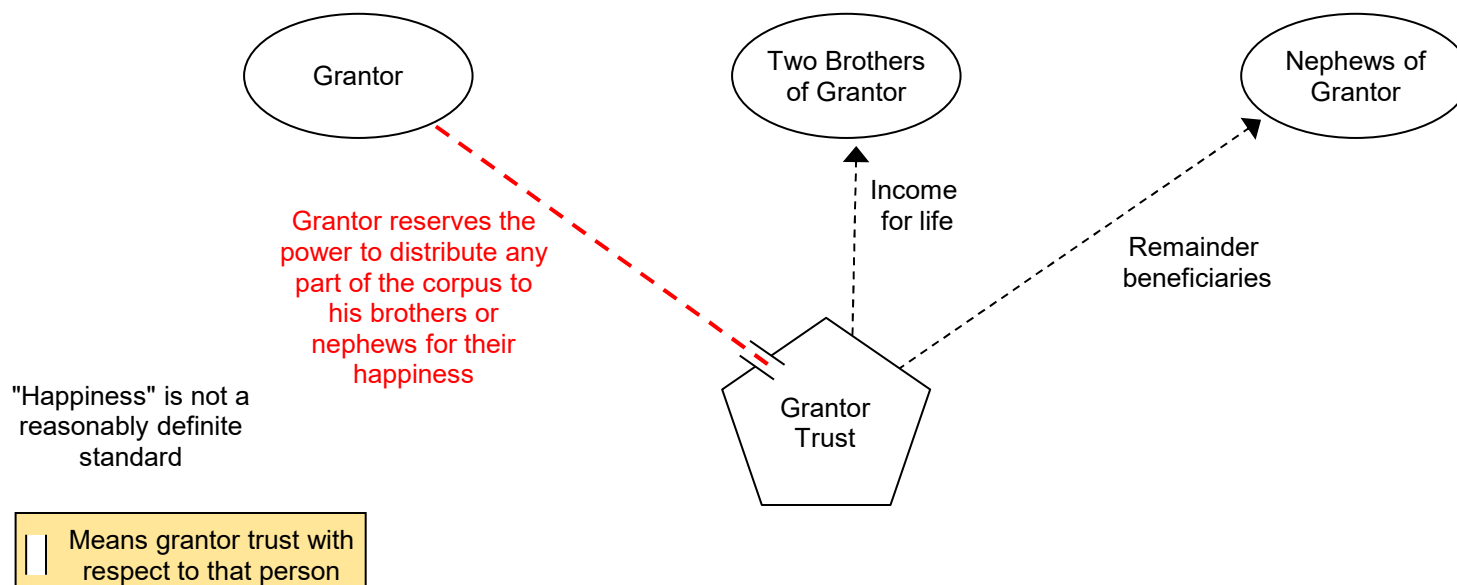 Grantor
Two Brothers
of Grantor
Nephews of
Grantor
Grantor reserves the
power to distribute any
part of the corpus to
his brothers or
nephews for their
happiness
Income
for life
Remainder
beneficiaries
"Happiness" is not a
reasonably definite
standard
Grantor
Trust
Means grantor trust with
respect to that person